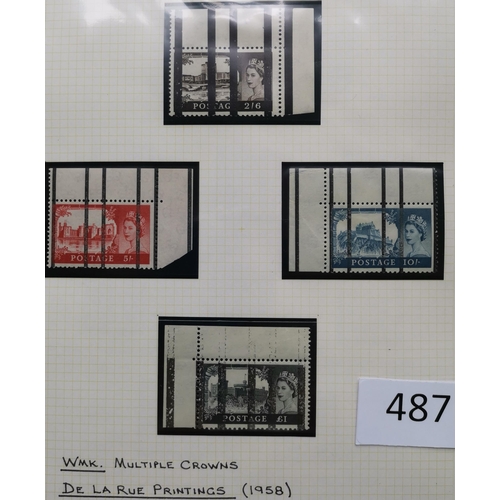 POSTAGE 2/6
POSTAGE 5/-
POSTAGE 10/-
POSTAGE £1
487
WMK. MULTIPLE CROWNS
DE LA RUE PRINTINGS (1958)